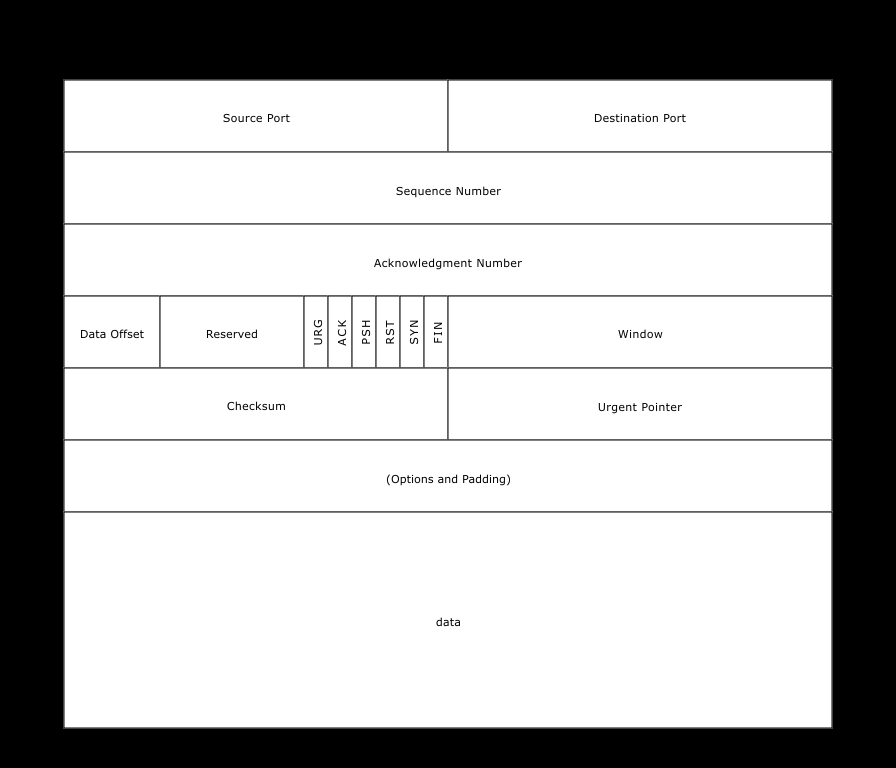 Source Port
Destination Port
Sequence Number
Acknowledgment Number
Data Offset
Reserved
URG
ACK
PSH
RST
SYN
FIN
Window
Checksum
Urgent Pointer
(Options and Padding)
data